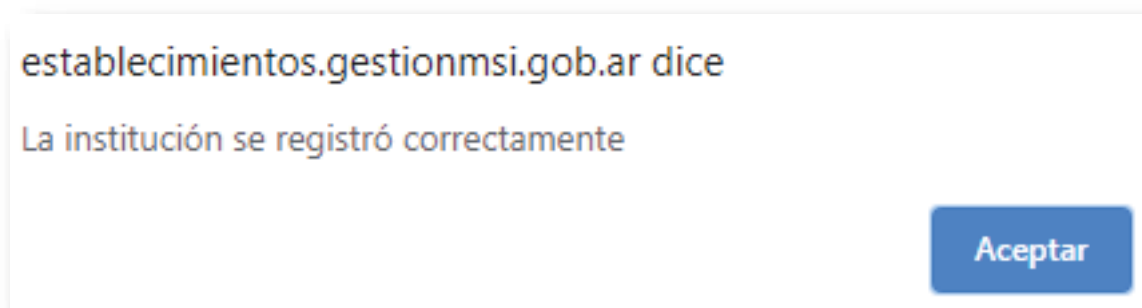 establecimientos.gestionmsi.gob.ar dice
La institución se registró correctamente
Aceptar